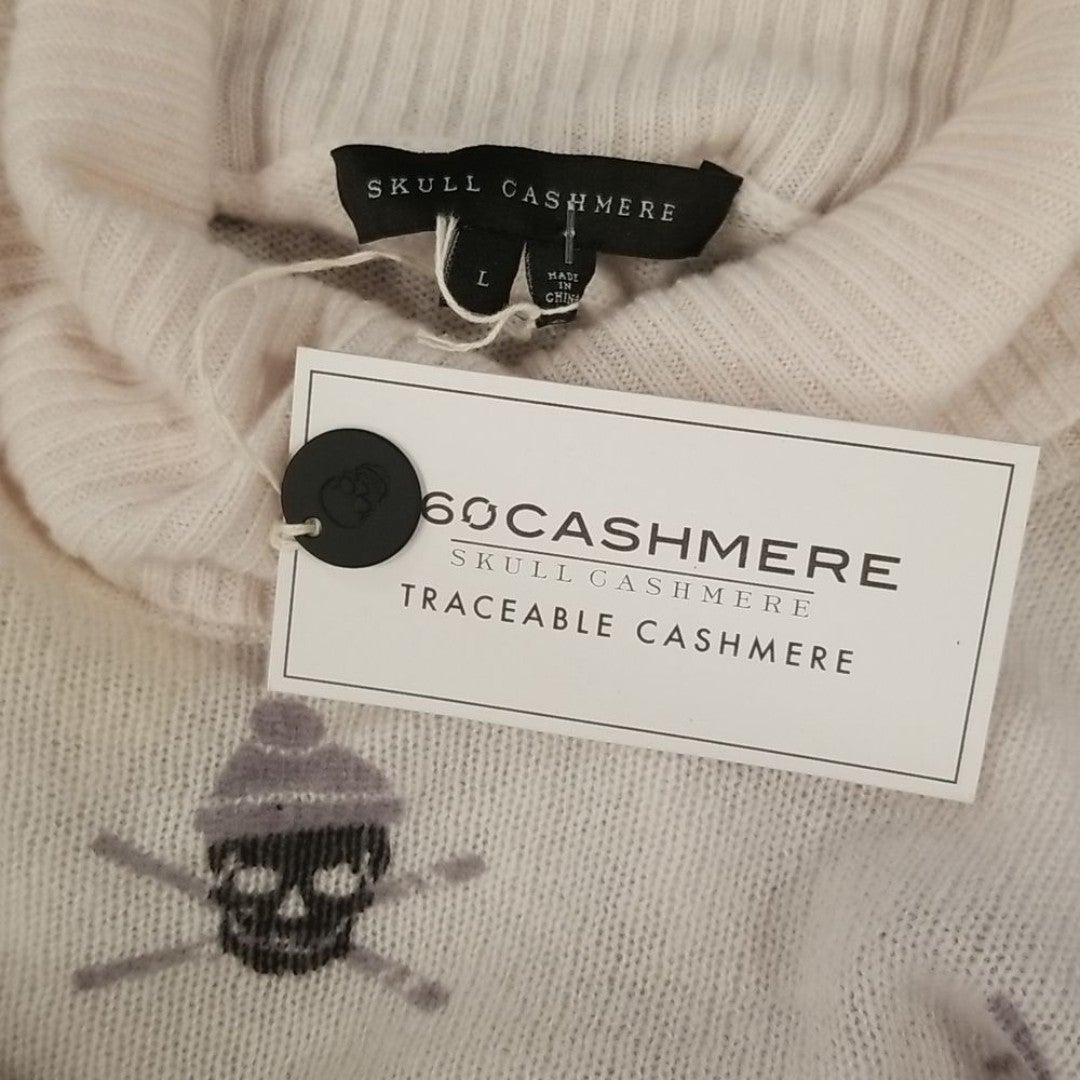 SKULL CASHMERE
L
MADE
IN
CHINA
60CASHMERE
SKULL CASHMERE
TRACEABLE CASHMERE